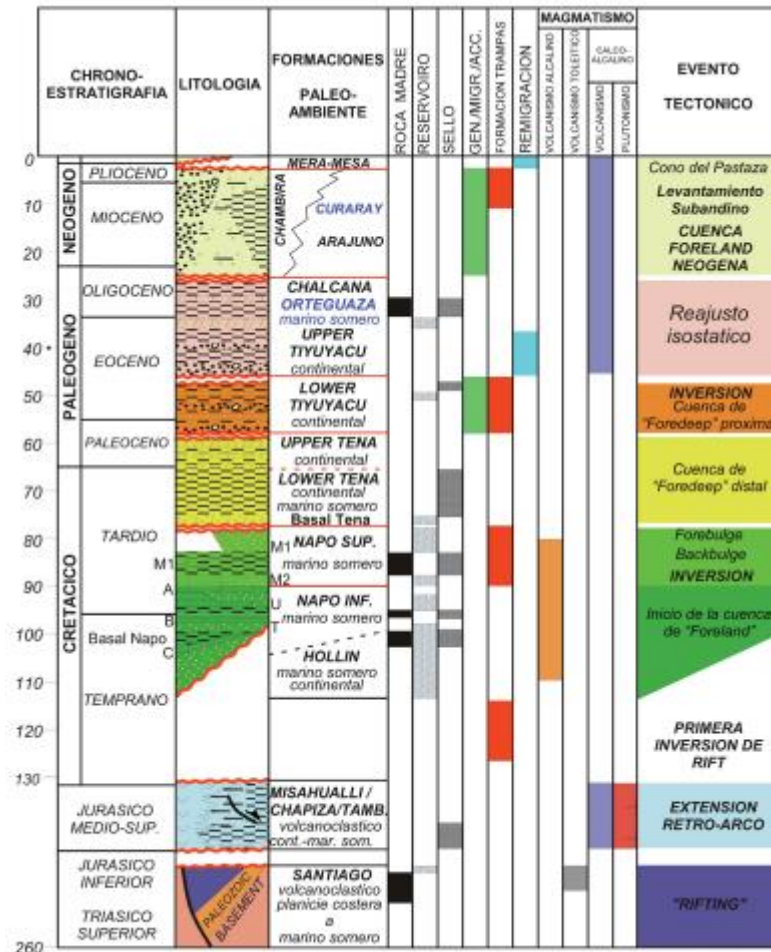 CHRONO-
ESTRATIGRAFIA
LITOLOGIA
FORMACIONES
PALEO-
AMBIENTE
ROCA MADRE
RESERVOIRO
SELLO
GEN./MIGR./ACC.
FORMACION TRAMPAS
REMIGRACION
MAGMATISMO
VOLCANISMO ALCALINO
VOLCANISMO TOLEITICO
CALCO-
ALCALINO
VOLCANISMO
PLUTONISMO
EVENTO
TECTONICO
0
10
20
30
40
50
60
70
80
90
100
110
120
130
260
NEOGENO
PALEOGENO
CRETACICO
PLIOCENO
MIOCENO
OLIGOCENO
EOCENO
PALEOCENO
TARDIO
M1
A
B
Basal Napo
C
TEMPRANO
JURASICO
MEDIO-SUP.
JURASICO
INFERIOR
TRIASICO
SUPERIOR
PALEOZOIC
BASEMENT
MERA-MESA
CHAMBIRA
CURARAY
ARAJUNO
CHALCANA
ORTEGUAZA
marino somero
UPPER
TIYUYACU
continental
LOWER
TIYUYACU
continental
UPPER TENA
continental
LOWER TENA
continental
marino somero
Basal Tena
M1 NAPO SUP.
marino somero
M2
U NAPO INF.
marino somero
T
HOLLIN
marino somero
continental
MISAHUALLI /
CHAPIZA/TAMB.
volcanoclastico
cont.-mar. som.
SANTIAGO
volcanoclastico
planicie costera
a
marino somero
Cono del Pastaza
Levantamiento
Subandino
CUENCA
FORELAND
NEOGENA
Reajusto
isostatico
INVERSION
Cuenca de
"Foredeep" proxima
Cuenca de
"Foredeep" distal
Forebulge
Backbulge
INVERSION
Inicio de la cuenca
de "Foreland"
PRIMERA
INVERSION DE
RIFT
EXTENSION
RETRO-ARCO
"RIFTING"